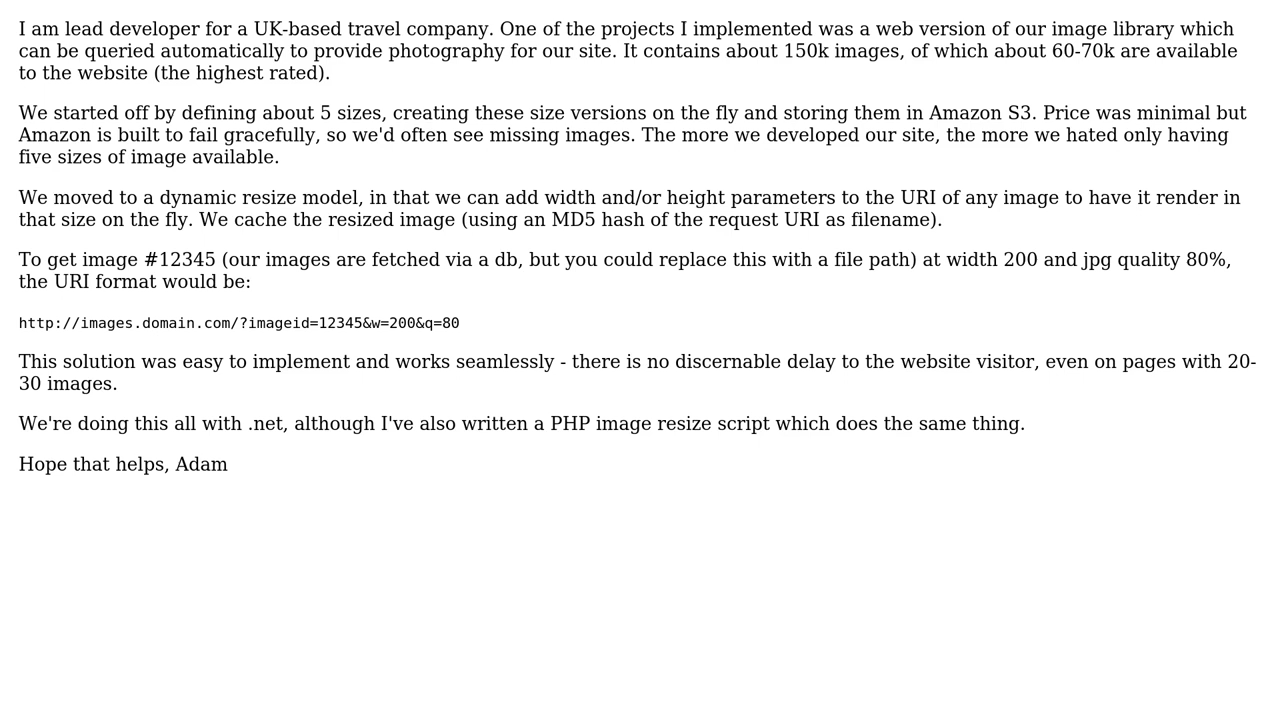 I am lead developer for a UK-based travel company. One of the projects I implemented was a web version of our image library which
can be queried automatically to provide photography for our site. It contains about 150k images, of which about 60-70k are available
to the website (the highest rated).
We started off by defining about 5 sizes, creating these size versions on the fly and storing them in Amazon S3. Price was minimal but
Amazon is built to fail gracefully, so we'd often see missing images. The more we developed our site, the more we hated only having
five sizes of image available.
We moved to a dynamic resize model, in that we can add width and/or height parameters to the URI of any image to have it render in
that size on the fly. We cache the resized image (using an MD5 hash of the request URI as filename).
To get image #12345 (our images are fetched via a db, but you could replace this with a file path) at width 200 and jpg quality 80%,
the URI format would be:
http://images.domain.com/?imageid=12345&w=200&q=80
This solution was easy to implement and works seamlessly - there is no discernable delay to the website visitor, even on pages with 20-
30 images.
We're doing this all with .net, although I've also written a PHP image resize script which does the same thing.
Hope that helps, Adam